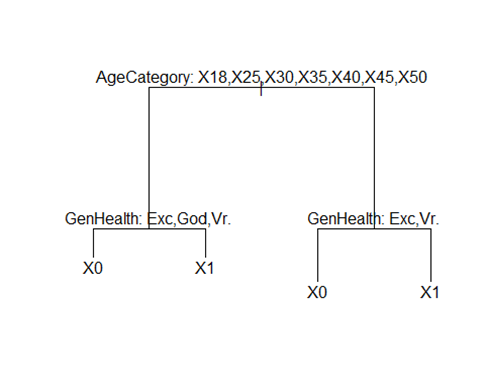 AgeCategory: X18,X25,X30,X35,X40,X45,X50
GenHealth: Exc,God,Vr.
GenHealth: Exc,Vr.
X0
X1
X0
X1